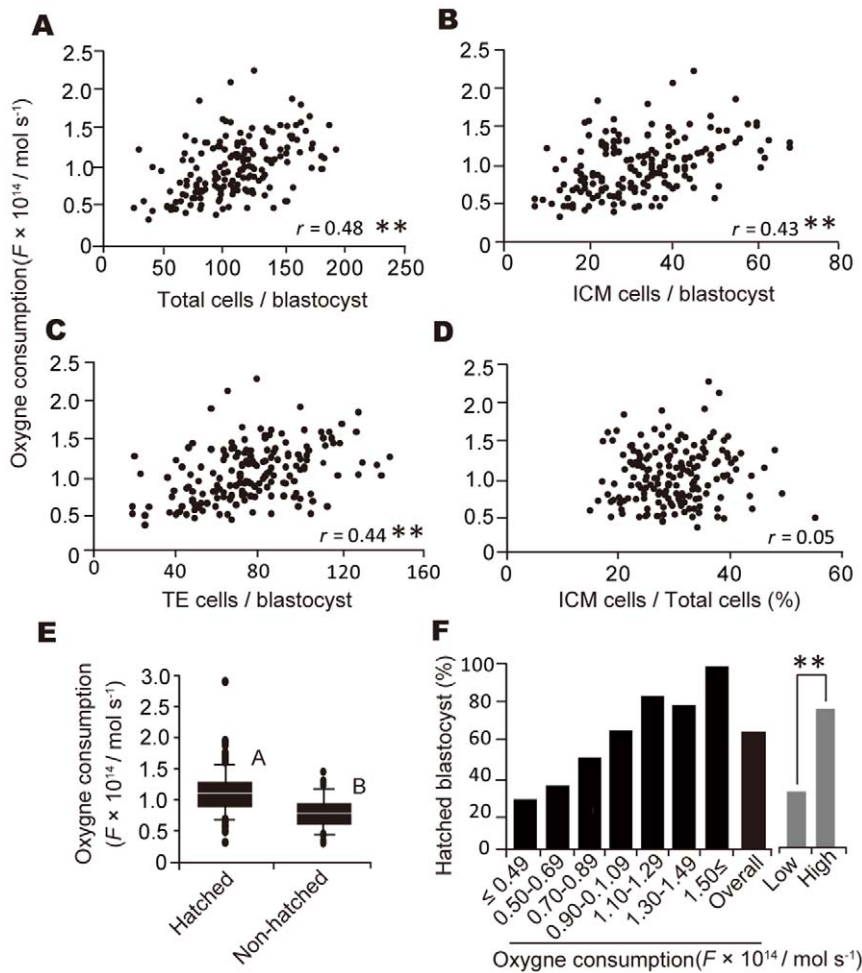 A
B
Oxygne consumption(F × 10¹⁴ / mol s⁻¹)
2.5
2.0
1.5
1.0
0.5
0
50
100
150
200
250
r = 0.48 **
Total cells / blastocyst
2.5
2.0
1.5
1.0
0.5
0
0
20
40
60
80
r = 0.43 **
ICM cells / blastocyst
C
D
2.5
2.0
1.5
1.0
0.5
0
0
40
80
120
160
r = 0.44 **
TE cells / blastocyst
2.5
2.0
1.5
1.0
0.5
0
0
20
40
60
r = 0.05
ICM cells / Total cells (%)
E
F
Oxygne consumption
(F × 10¹⁴ / mol s⁻¹)
3.0
2.5
2.0
1.5
1.0
0.5
0
A
B
Hatched
Non-hatched
Hatched blastocyst (%)
100
80
60
40
20
0
**
≤ 0.49
0.50-0.69
0.70-0.89
0.90-0.1.09
1.10-1.29
1.30-1.49
1.50≤
Overall
Low
High
Oxygne consumption(F × 10¹⁴ / mol s⁻¹)